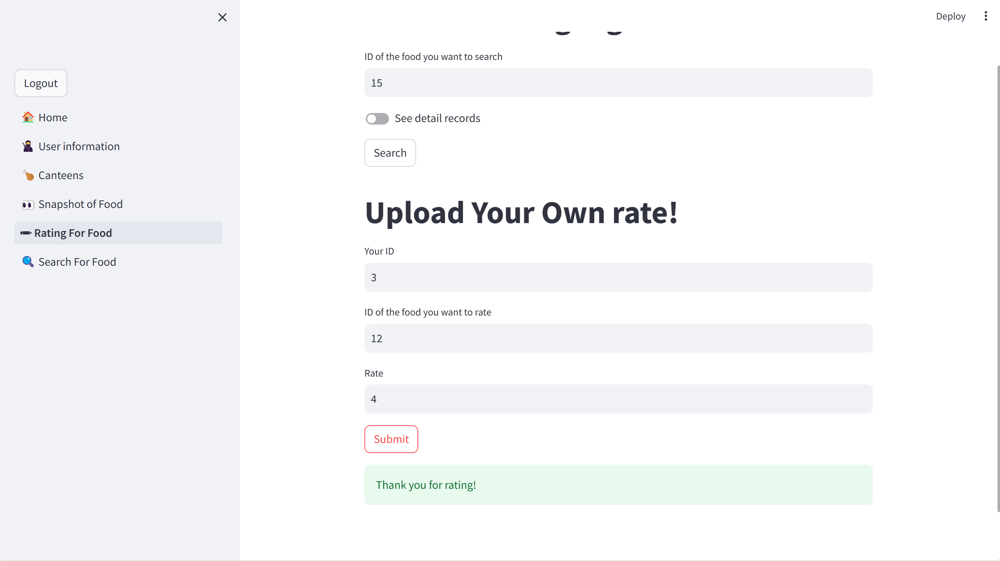 Deploy
Logout
Home
User information
Canteens
Snapshot of Food
Rating For Food
Search For Food
ID of the food you want to search
15
See detail records
Search
Upload Your Own rate!
Your ID
3
ID of the food you want to rate
12
Rate
4
Submit
Thank you for rating!